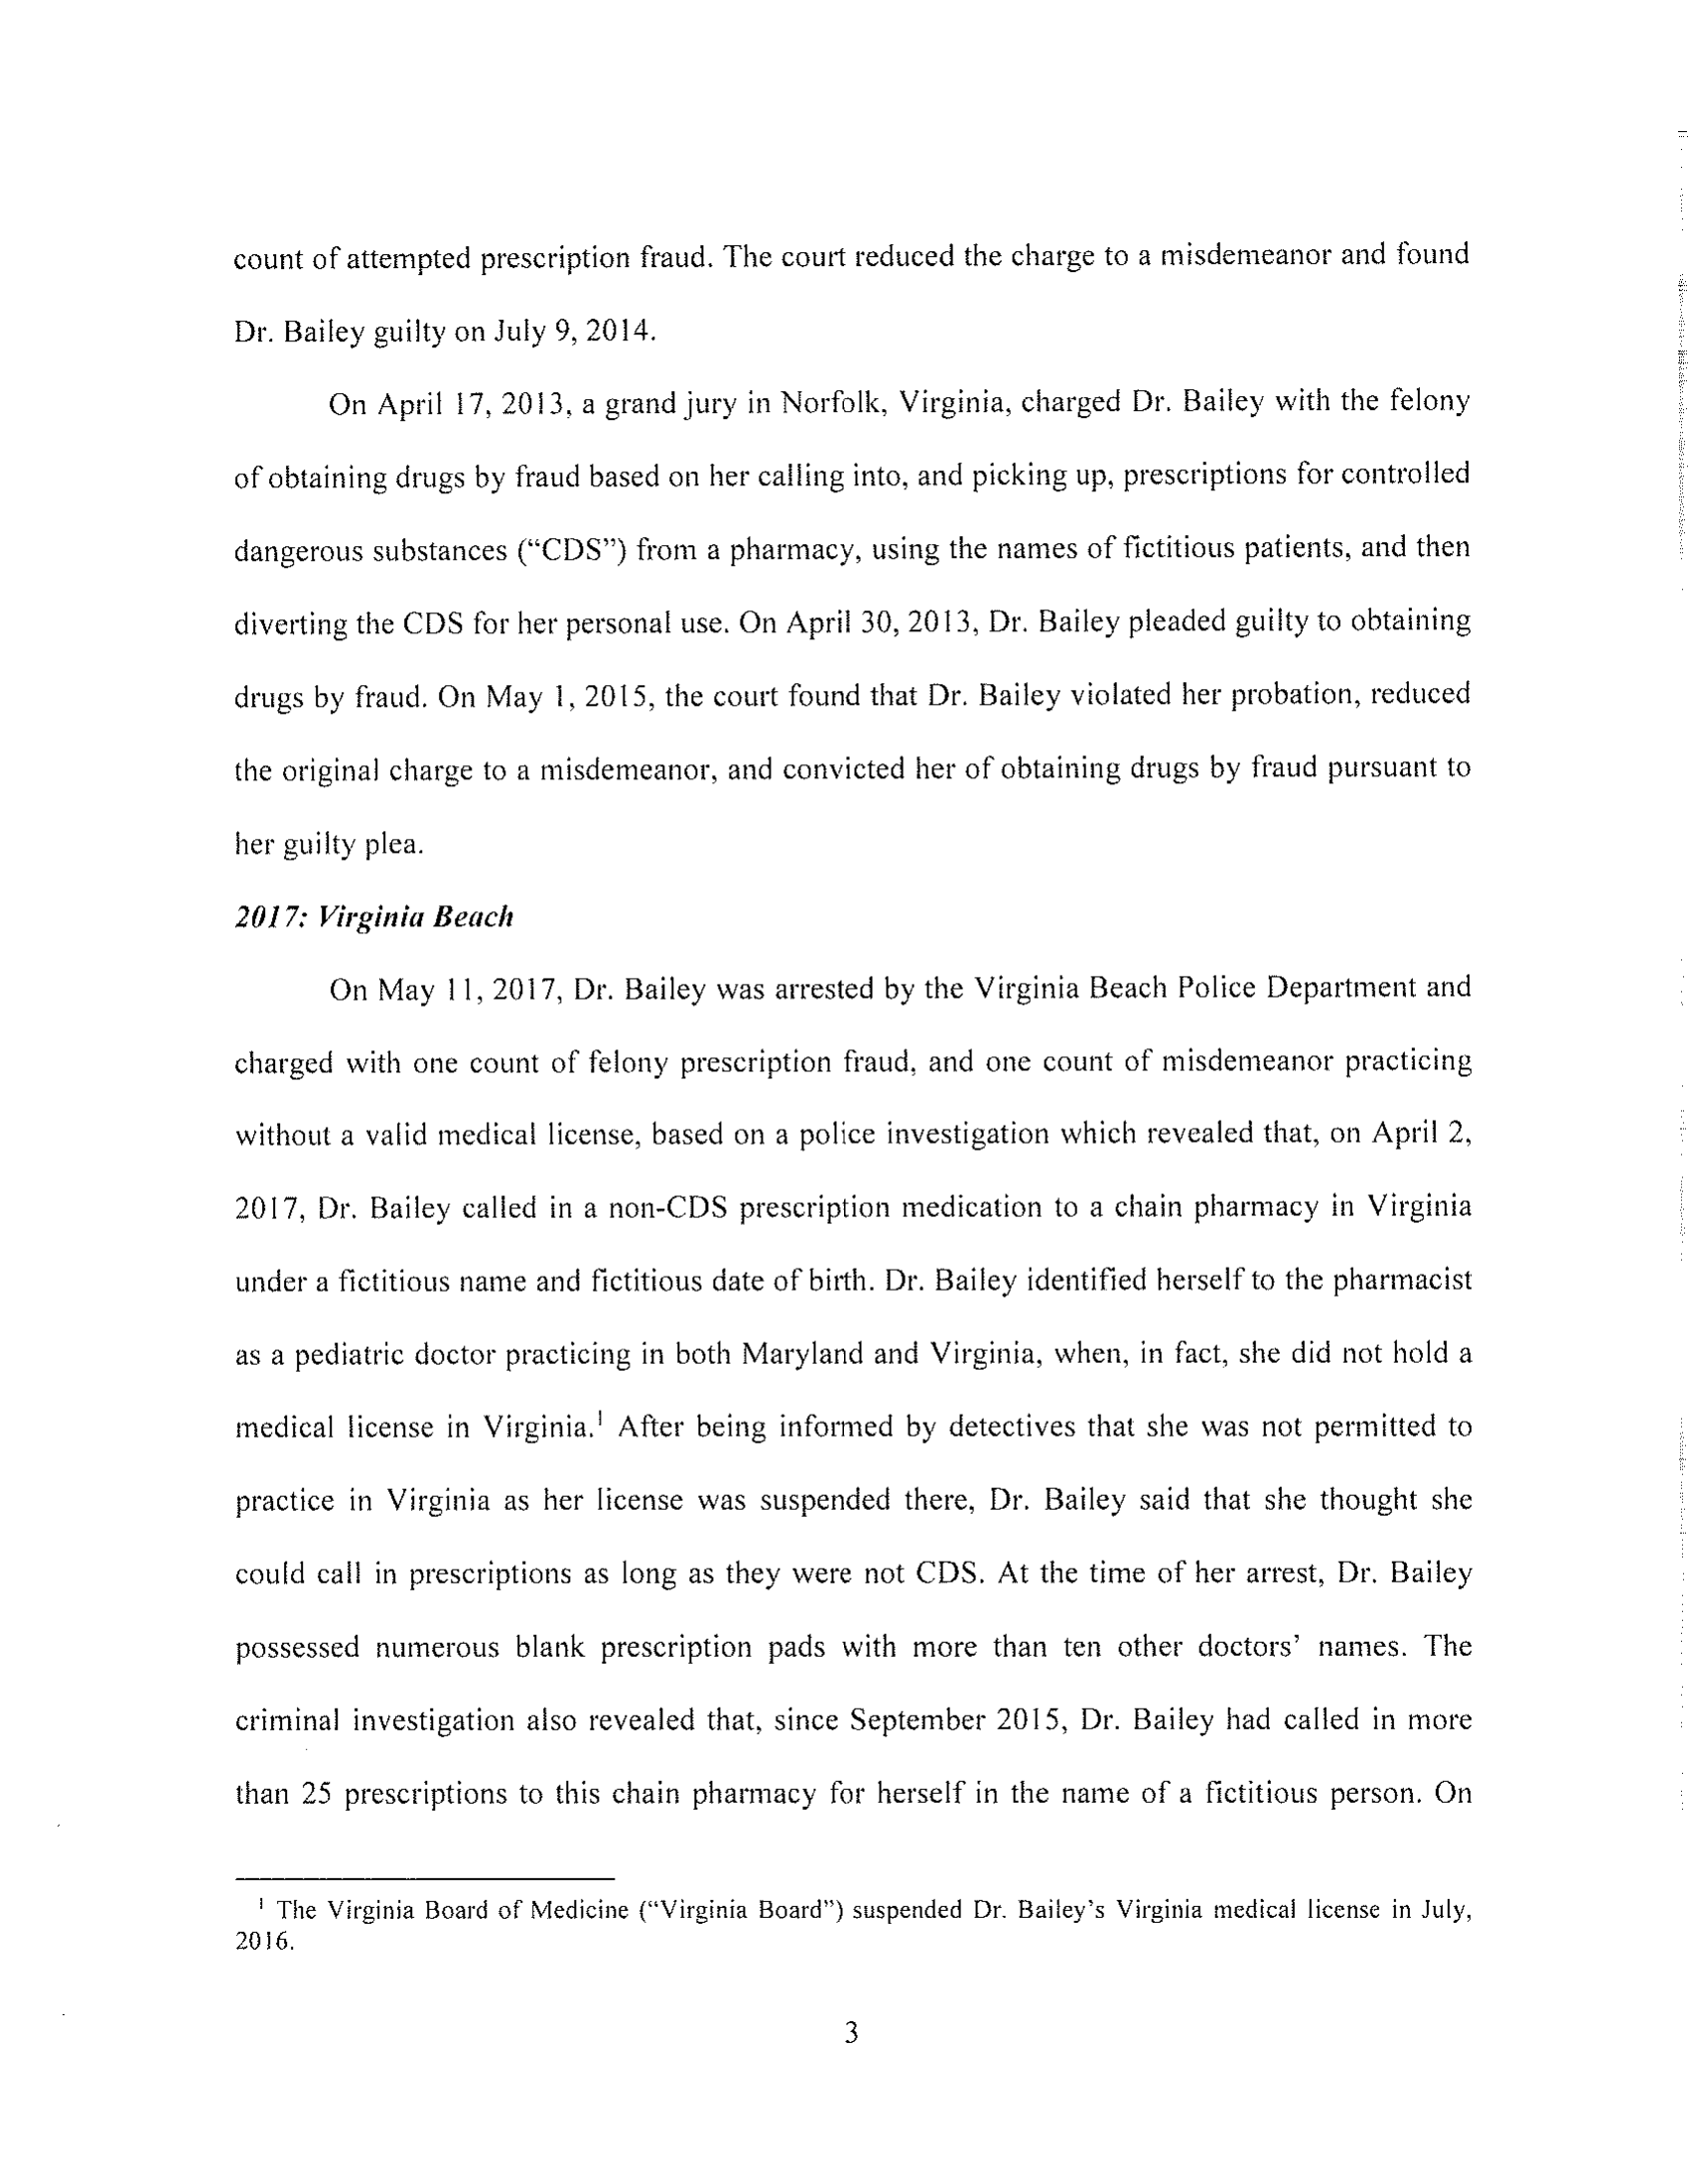 count of attempted prescription fraud. The court reduced the charge to a misdemeanor and found
Dr. Bailey guilty on July 9, 2014.
On April 17, 2013, a grand jury in Norfolk, Virginia, charged Dr. Bailey with the felony
of obtaining drugs by fraud based on her calling into, and picking up, prescriptions for controlled
dangerous substances (“CDS”) from a pharmacy, using the names of fictitious patients, and then
diverting the CDS for her personal use. On April 30, 2013, Dr. Bailey pleaded guilty to obtaining
drugs by fraud. On May 1, 2015, the court found that Dr. Bailey violated her probation, reduced
the original charge to a misdemeanor, and convicted her of obtaining drugs by fraud pursuant to
her guilty plea.
2017: Virginia Beach
On May 11, 2017, Dr. Bailey was arrested by the Virginia Beach Police Department and
charged with one count of felony prescription fraud, and one count of misdemeanor practicing
without a valid medical license, based on a police investigation which revealed that, on April 2,
2017, Dr. Bailey called in a non-CDS prescription medication to a chain pharmacy in Virginia
under a fictitious name and fictitious date of birth. Dr. Bailey identified herself to the pharmacist
as a pediatric doctor practicing in both Maryland and Virginia, when, in fact, she did not hold a
medical license in Virginia.¹ After being informed by detectives that she was not permitted to
practice in Virginia as her license was suspended there, Dr. Bailey said that she thought she
could call in prescriptions as long as they were not CDS. At the time of her arrest, Dr. Bailey
possessed numerous blank prescription pads with more than ten other doctors’ names. The
criminal investigation also revealed that, since September 2015, Dr. Bailey had called in more
than 25 prescriptions to this chain pharmacy for herself in the name of a fictitious person. On
¹ The Virginia Board of Medicine (“Virginia Board”) suspended Dr. Bailey’s Virginia medical license in July,
2016.
3